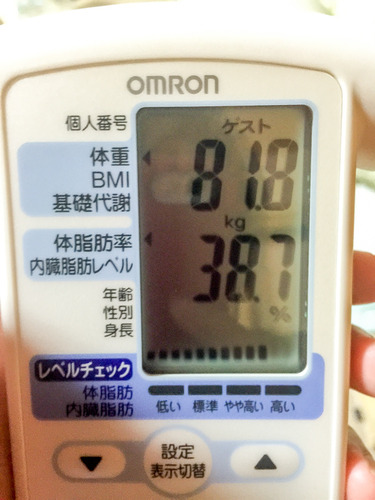 OMRON
個人番号
ゲスト
体重
81.8
BMI
基礎代謝
kg
体脂肪率
38.7
内臓脂肪レベル
%
年齢
性別
身長
レベルチェック
体脂肪
内臓脂肪
低い 標準 やや高い 高い
▼
設定
表示切替
▲